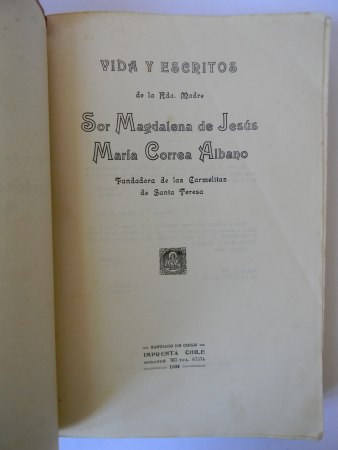 VIDA Y ESCRITOS
de la Rda. Madre
Sor Magdalena de Jesús
María Correa Albano
Fundadora de las Carmelitas
de Santa Teresa
SANTIAGO DE CHILE
IMPRENTA CHILE
MORANDÉ